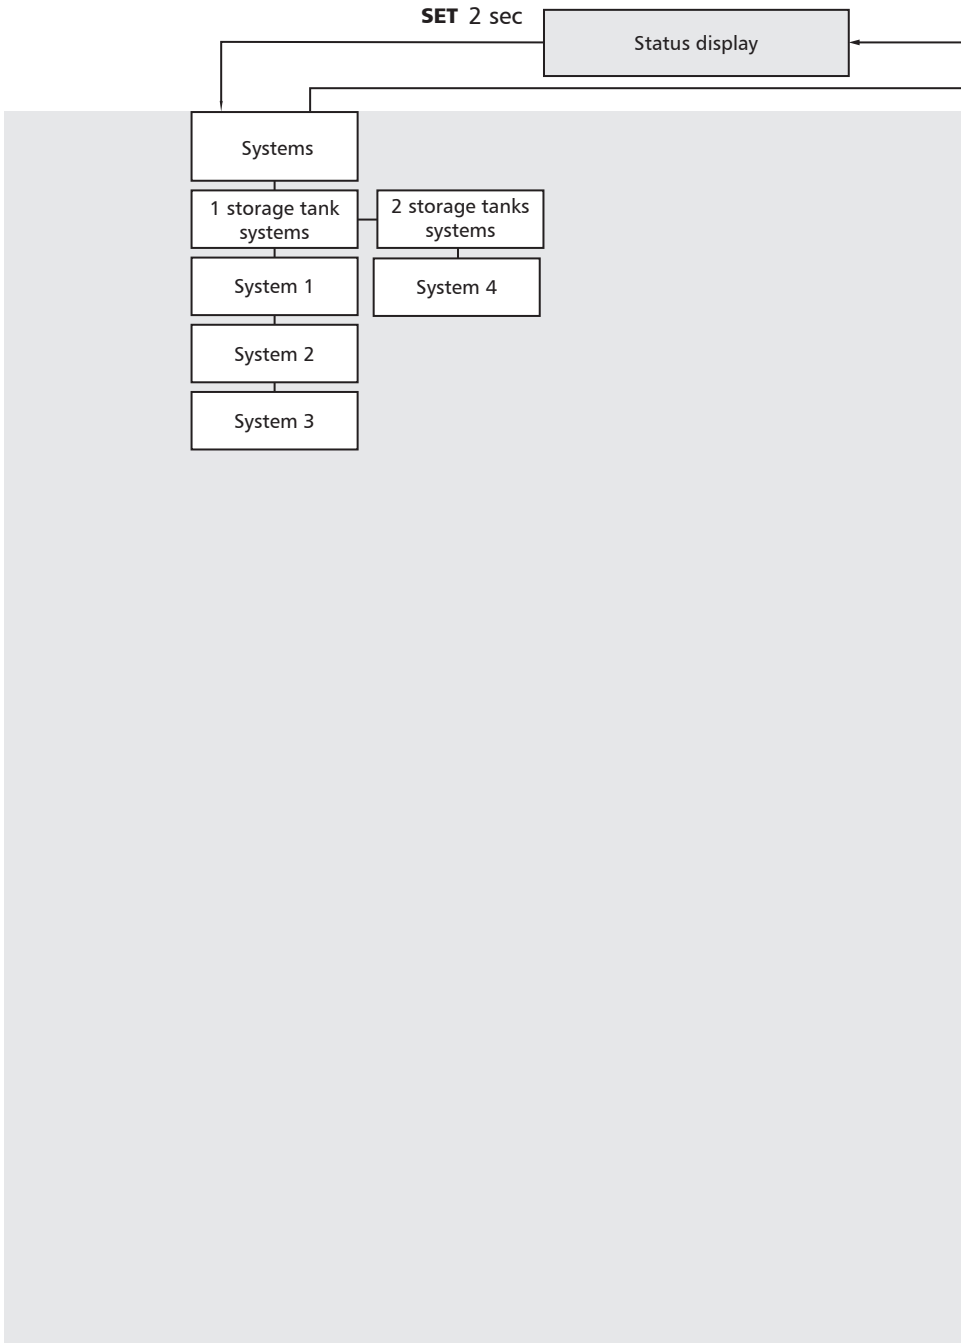 SET 2 sec
Status display
Systems
1 storage tank
systems
2 storage tanks
systems
System 1
System 4
System 2
System 3